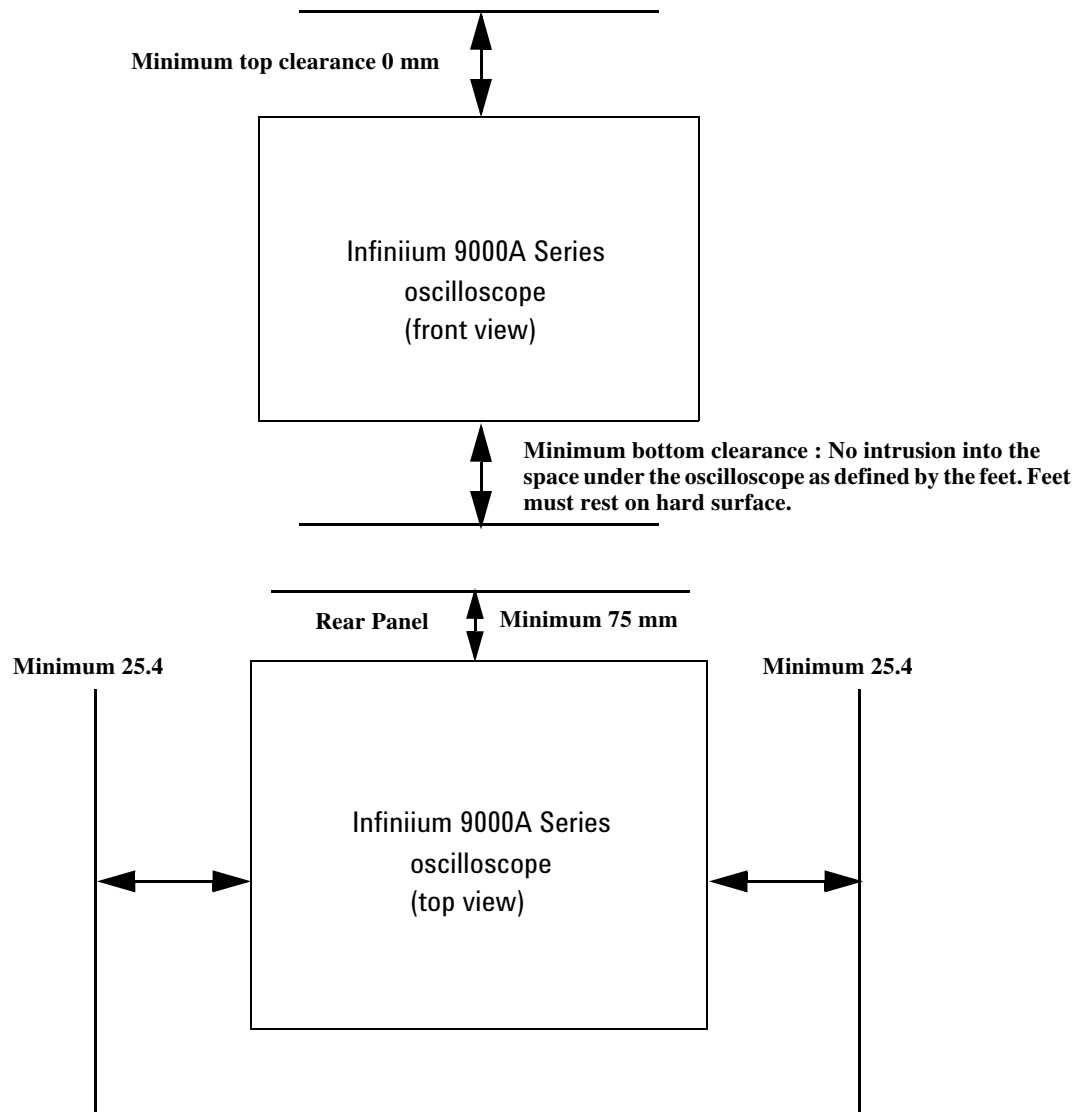 Minimum top clearance 0 mm
Infiniium 9000A Series
oscilloscope
(front view)
Minimum bottom clearance : No intrusion into the
space under the oscilloscope as defined by the feet. Feet
must rest on hard surface.
Rear Panel
Minimum 75 mm
Minimum 25.4
Minimum 25.4
Infiniium 9000A Series
oscilloscope
(top view)